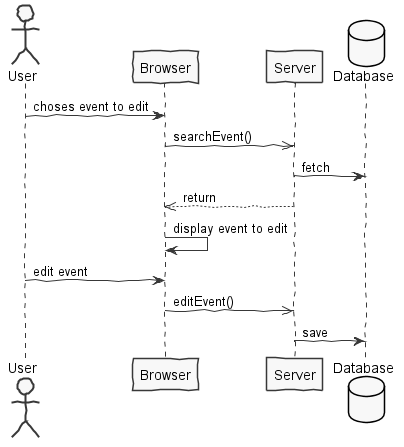 User
Browser
Server
Database
choses event to edit
searchEvent()
fetch
return
display event to edit
edit event
editEvent()
save
User
Browser
Server
Database